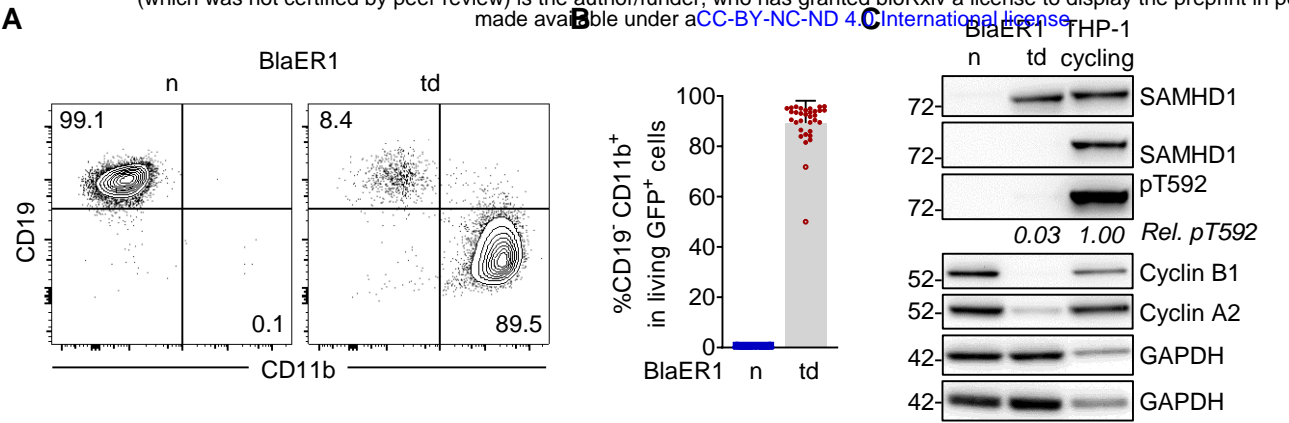 (which was not certified by peer review) is the author/funder, who has granted bioRxiv a license to display the preprint in pe
made available under aCC-BY-NC-ND 4.0 International license.
A
BlaER1
n
td
99.1
0.1
8.4
89.5
CD19
CD11b
B
%CD19- CD11b+
in living GFP+ cells
100
80
60
40
20
0
BlaER1 n td
C
BlaER1 THP-1
n td cycling
72- SAMHD1
72- SAMHD1
pT592
72-
0.03 1.00 Rel. pT592
52- Cyclin B1
52- Cyclin A2
42- GAPDH
42- GAPDH